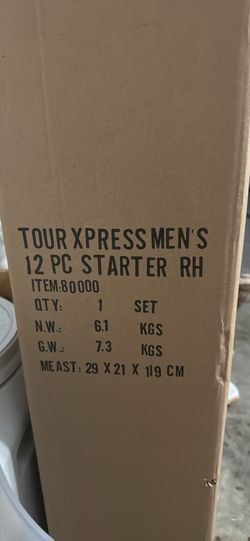 TOUR XPRESS MEN'S
12 PC STARTER RH
ITEM:80000
QTY: 1 SET
N.W.: 6.1 KGS
G.W.: 7.3 KGS
MEAST: 29 X 21 X 119 CM